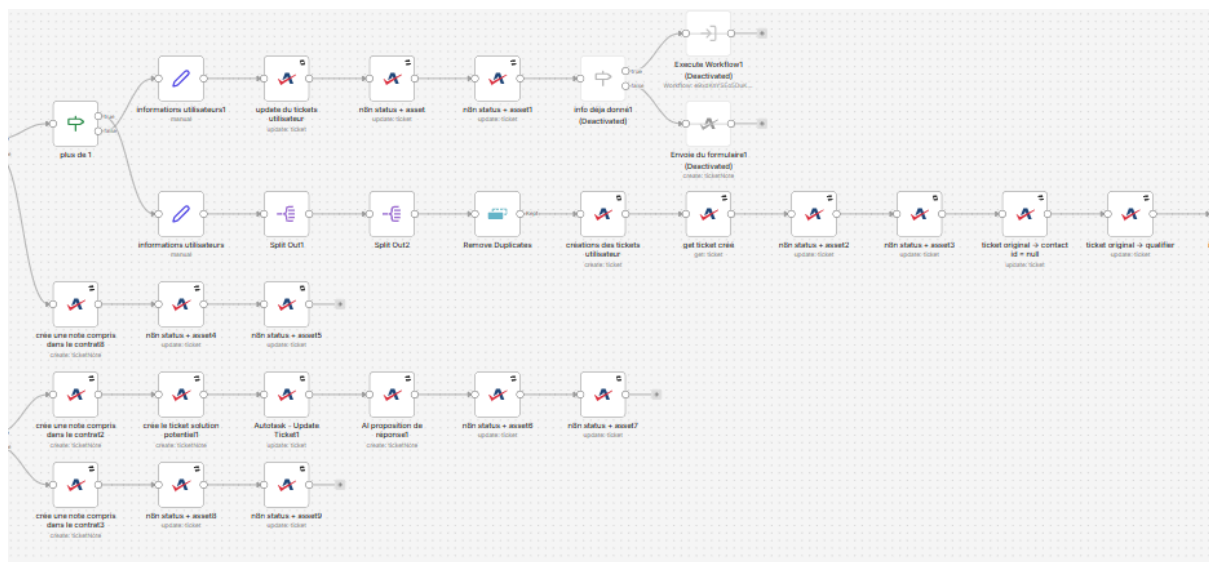 Execute Workflow1
(Deactivated)
true
false
informations utilisateurs1
manual
update du tickets
utilisateur
update: ticket
n8n status + asset
update: ticket
n8n status + asset1
update: ticket
info déja donné1
(Deactivated)
true
false
plus de 1
Envoie du formulaire1
(Deactivated)
create: ticketNote
informations utilisateurs
manual
Split Out1
Split Out2
Remove Duplicates
créations des tickets
utilisateur
create: ticket
get ticket créé
get: ticket
n8n status + asset2
update: ticket
n8n status + asset3
update: ticket
ticket original -> contact
id = null
update: ticket
ticket original -> qualifier
update: ticket
crée une note compris
dans le contrat8
create: ticketNote
n8n status + asset4
update: ticket
n8n status + asset5
update: ticket
crée une note compris
dans le contrat2
create: ticketNote
crée le ticket solution
potentiel1
create: ticketNote
Autotask - Update
Ticket1
update: ticket
AI proposition de
réponse1
create: ticketNote
n8n status + asset6
update: ticket
n8n status + asset7
update: ticket
crée une note compris
dans le contrat3
create: ticketNote
n8n status + asset8
update: ticket
n8n status + asset9
update: ticket